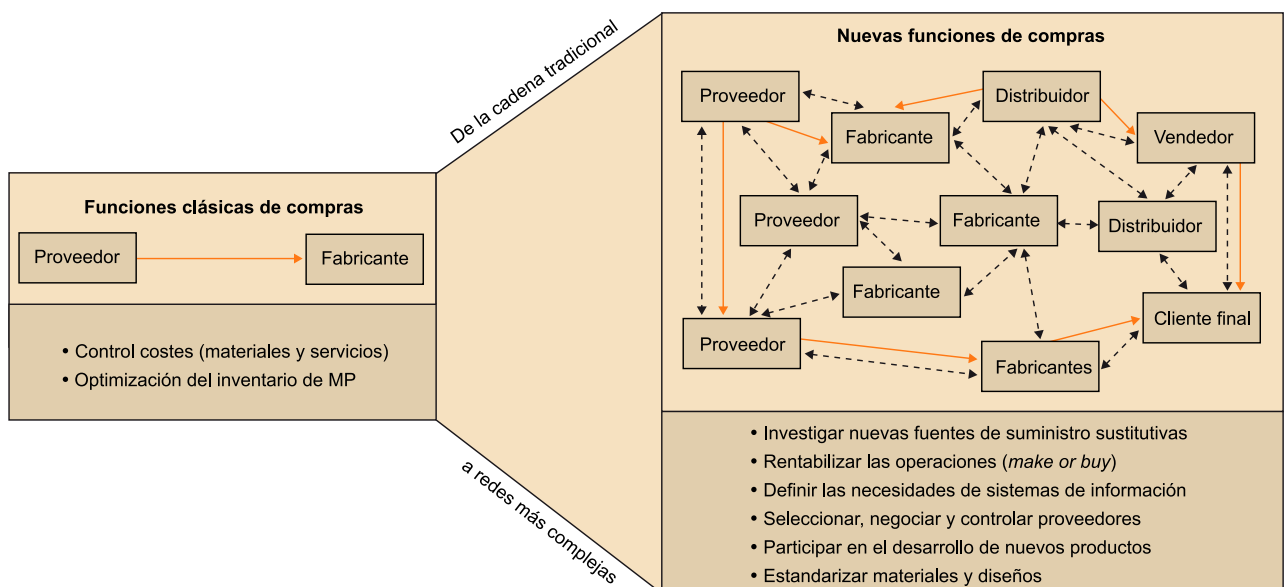 De la cadena tradicional
a redes más complejas
Funciones clásicas de compras
Proveedor
Fabricante
• Control costes (materiales y servicios)
• Optimización del inventario de MP
Nuevas funciones de compras
Proveedor
Distribuidor
Fabricante
Vendedor
Proveedor
Fabricante
Distribuidor
Fabricante
Proveedor
Cliente final
Fabricantes
• Investigar nuevas fuentes de suministro sustitutivas
• Rentabilizar las operaciones (make or buy)
• Definir las necesidades de sistemas de información
• Seleccionar, negociar y controlar proveedores
• Participar en el desarrollo de nuevos productos
• Estandarizar materiales y diseños